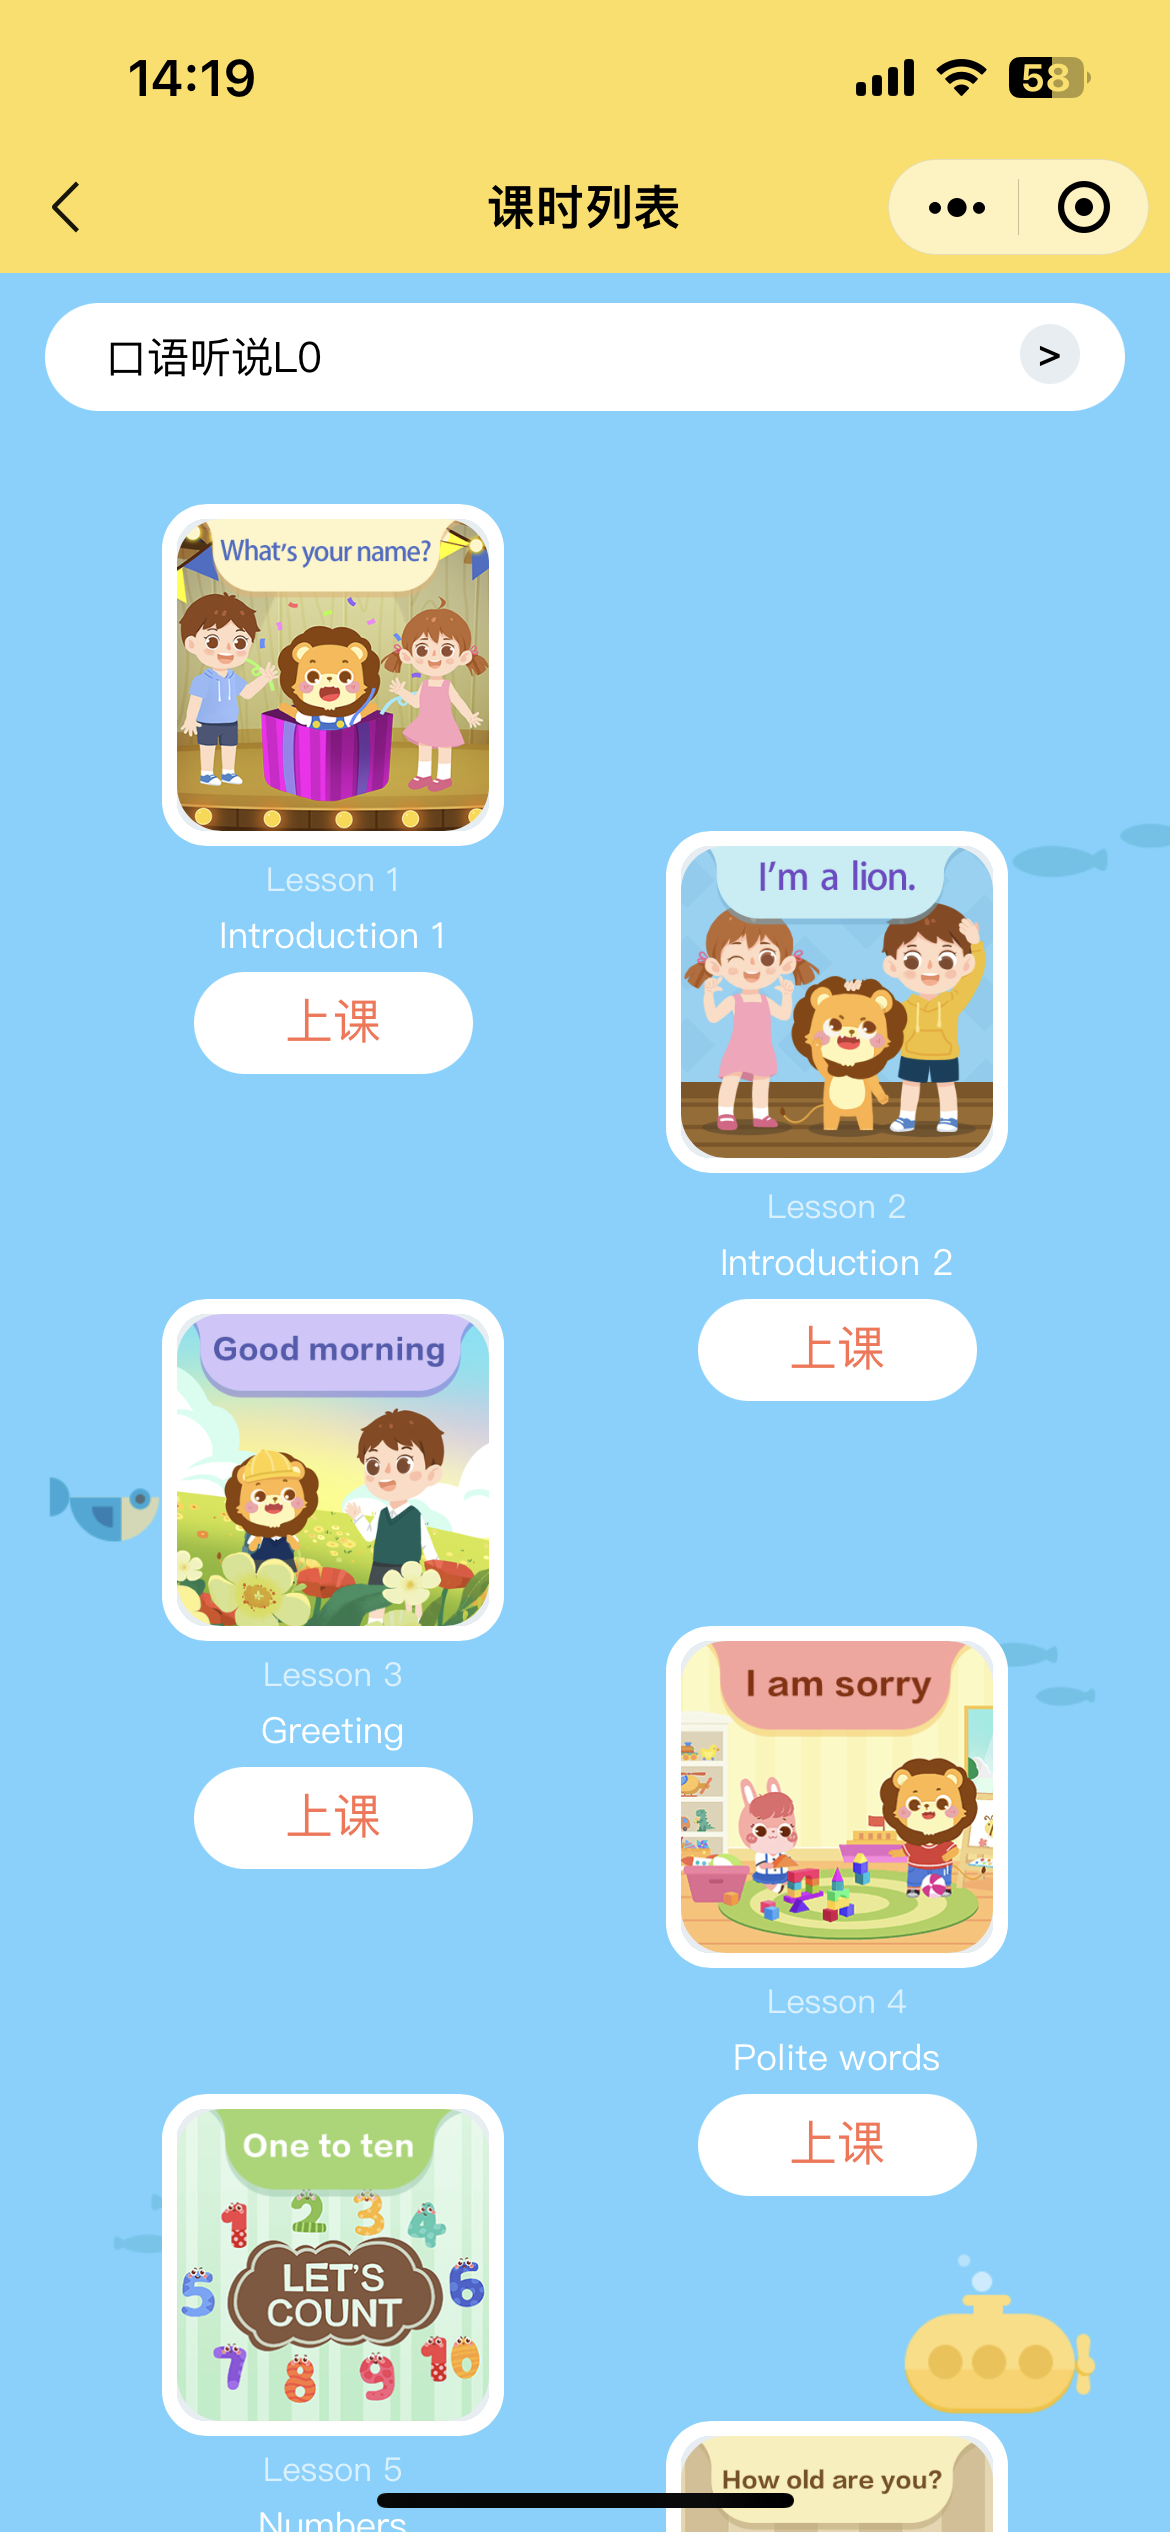 14:19
58
课时列表
口语听说L0
>
What's your name?
Lesson 1
Introduction 1
上课
I'm a lion.
Lesson 2
Introduction 2
上课
Good morning
Lesson 3
Greeting
上课
I am sorry
Lesson 4
Polite words
上课
One to ten
1 2 3 4
5 6
LET'S
COUNT
7 8 9 10
Lesson 5
Numbers
How old are you?